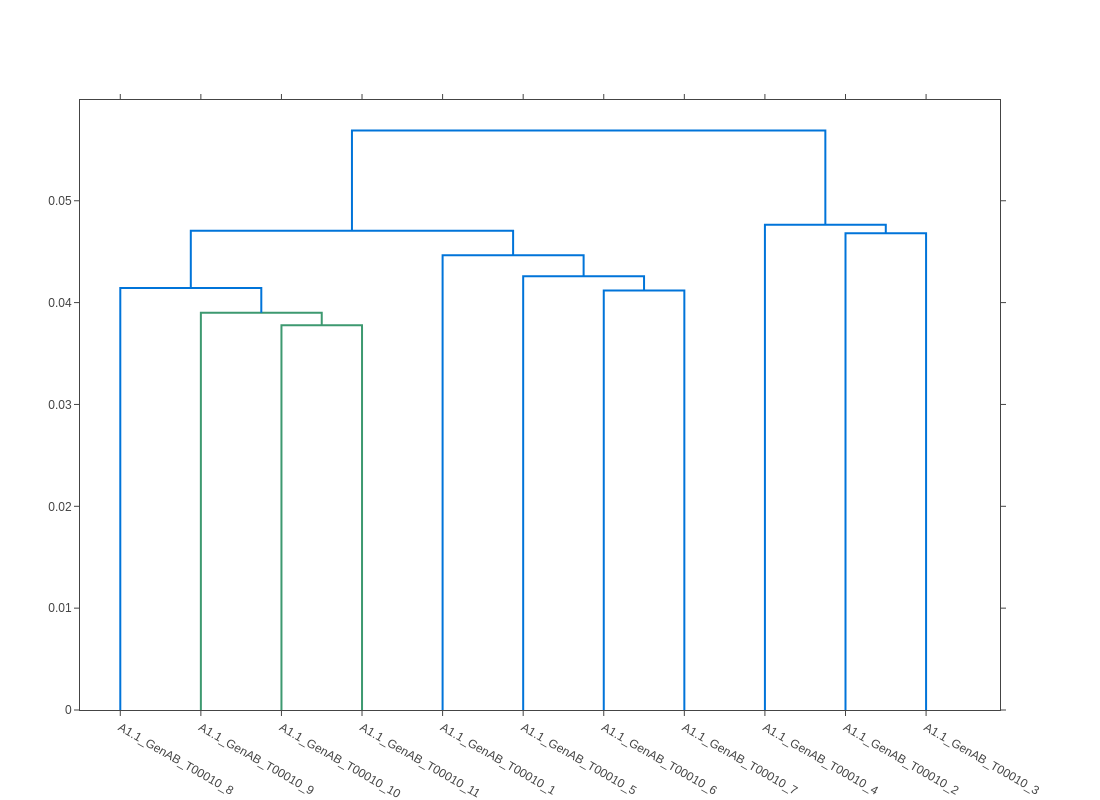 0.05
0.04
0.03
0.02
0.01
0
A1.1_GenAB_T00010_8
A1.1_GenAB_T00010_9
A1.1_GenAB_T00010_10
A1.1_GenAB_T00010_11
A1.1_GenAB_T00010_1
A1.1_GenAB_T00010_5
A1.1_GenAB_T00010_6
A1.1_GenAB_T00010_7
A1.1_GenAB_T00010_4
A1.1_GenAB_T00010_2
A1.1_GenAB_T00010_3